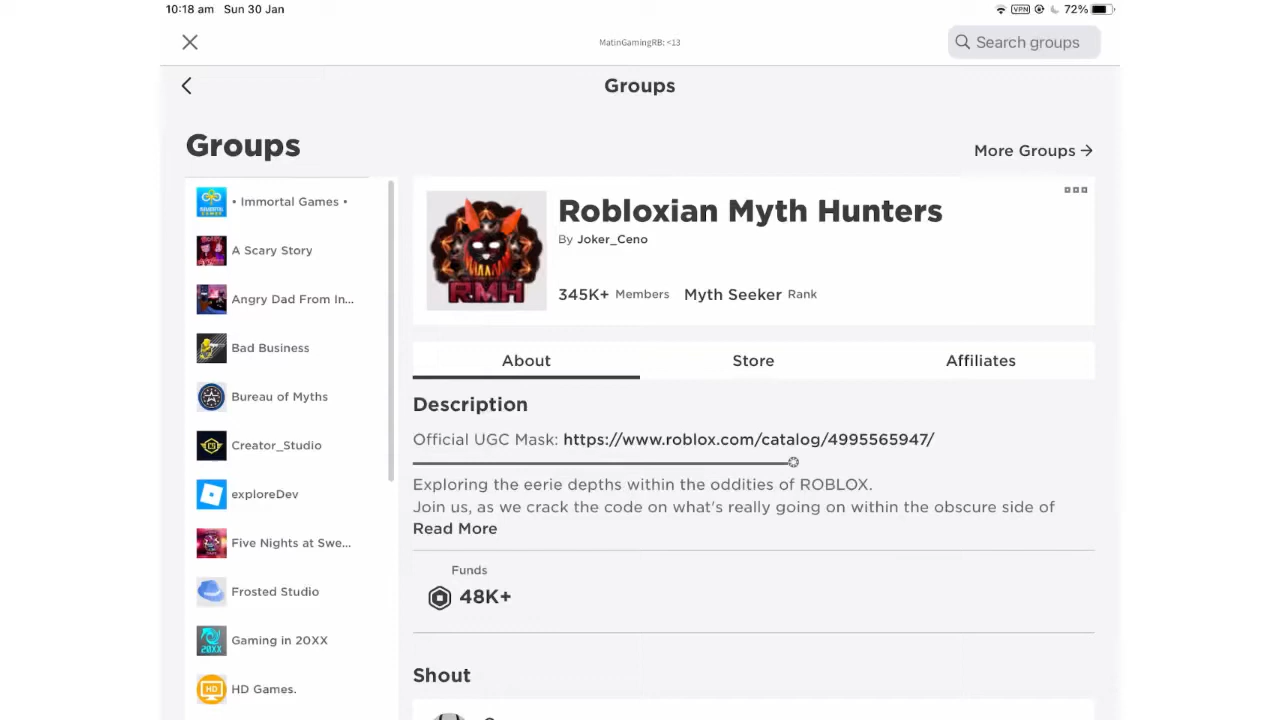 10:18 am Sun 30 Jan
VPN 72%
MatinGamingRB: <13
Search groups
Groups
Groups
More Groups →
• Immortal Games •
A Scary Story
Angry Dad From In...
Bad Business
Bureau of Myths
Creator_Studio
exploreDev
Five Nights at Swe...
Frosted Studio
Gaming in 20XX
20XX
HD Games.
HD
RMH
Robloxian Myth Hunters
By Joker_Ceno
345K+ Members Myth Seeker Rank
About Store Affiliates
Description
Official UGC Mask: https://www.roblox.com/catalog/4995565947/
Exploring the eerie depths within the oddities of ROBLOX.
Join us, as we crack the code on what's really going on within the obscure side of
Read More
Funds
48K+
Shout